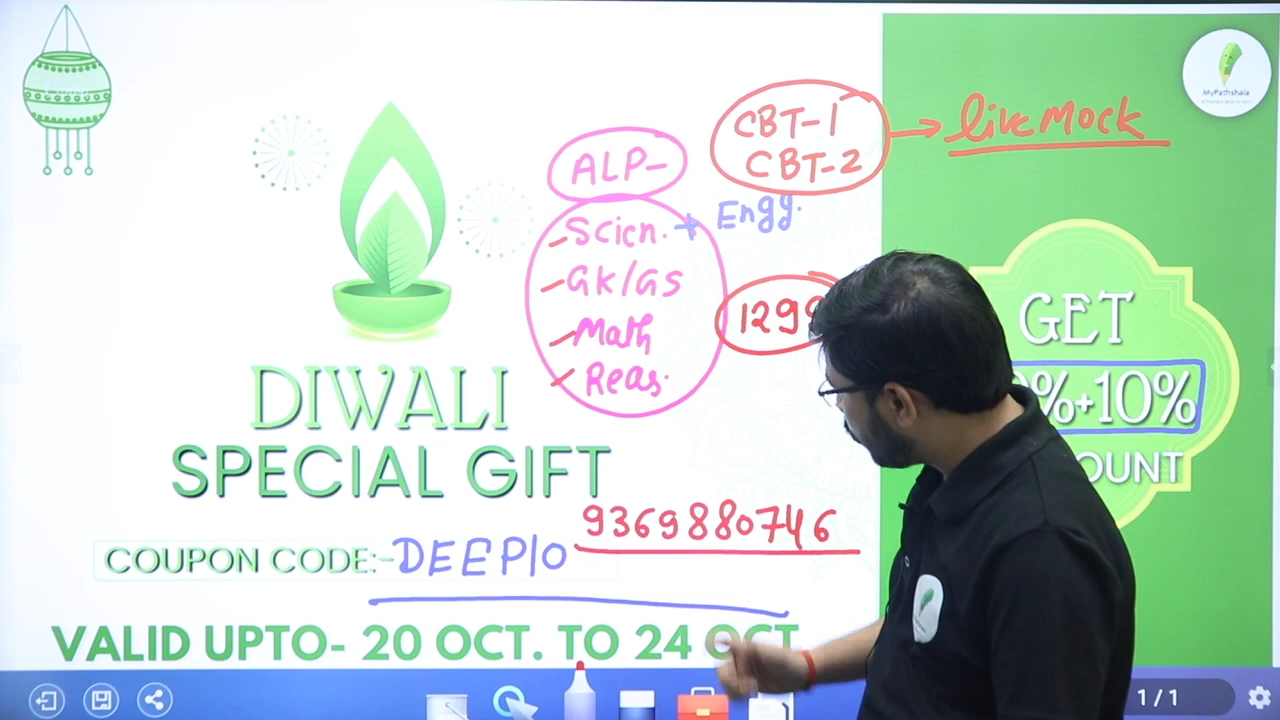 MyPathshala
CBT-1
CBT-2
live Mock
ALP-
Scien. + Engg.
GK/GS
Math
Reas.
GET
%+10%
OUNT
DIWALI
SPECIAL GIFT
9369880746
COUPON CODE:-DEEP10
VALID UPTO- 20 OCT. TO 24 OCT.
1/1